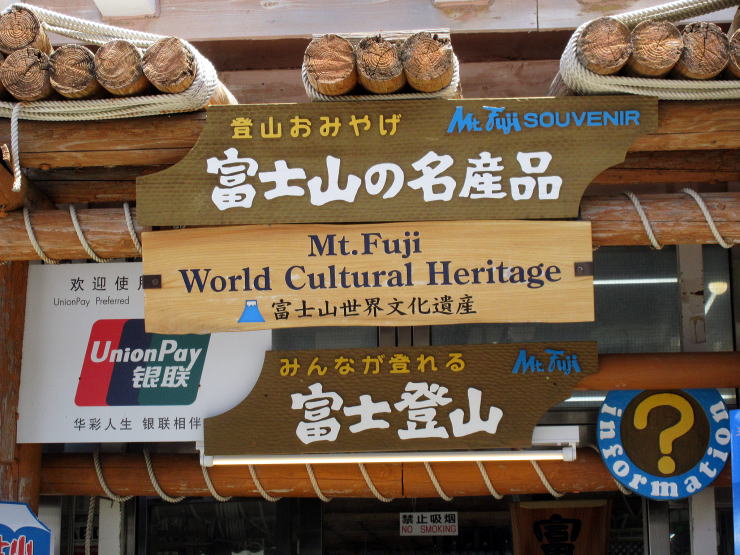 登山おみやげ
Mt.Fuji SOUVENIR
富士山の名産品
Mt.Fuji
World Cultural Heritage
富士山世界文化遺産
欢迎使用
UnionPay Preferred
UnionPay
银联
华彩人生 银联相伴
みんなが登れる
Mt.Fuji
富士登山
?
information
禁止吸烟
NO SMOKING
富
士山